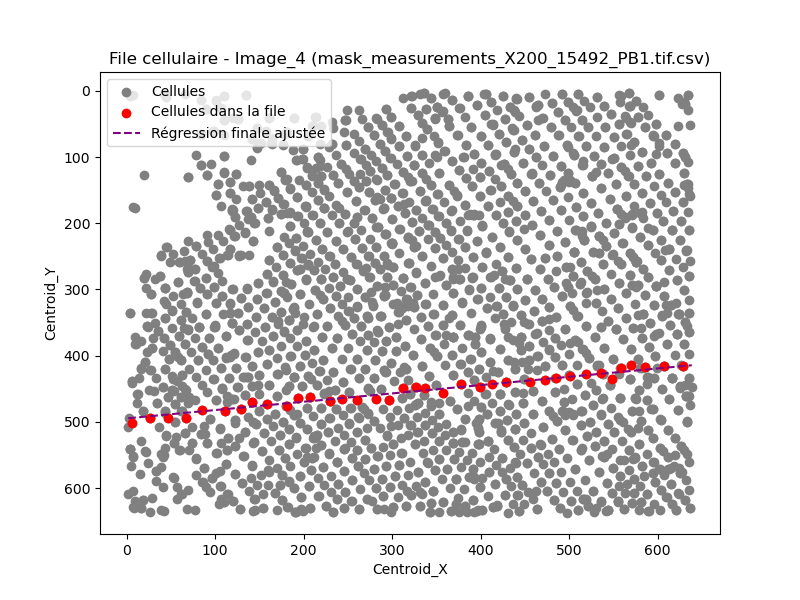 File cellulaire - Image_4 (mask_measurements_X200_15492_PB1.tif.csv)
Cellules
Cellules dans la file
Régression finale ajustée
Centroid_Y
0
100
200
300
400
500
600
0 100 200 300 400 500 600
Centroid_X